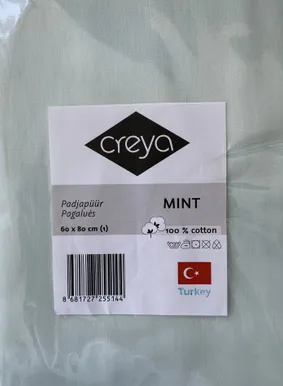 creya
Padjapüür
Pagalvės
60 x 80 cm (1)
MINT
100 % cotton
Turkey
8 681727 255144